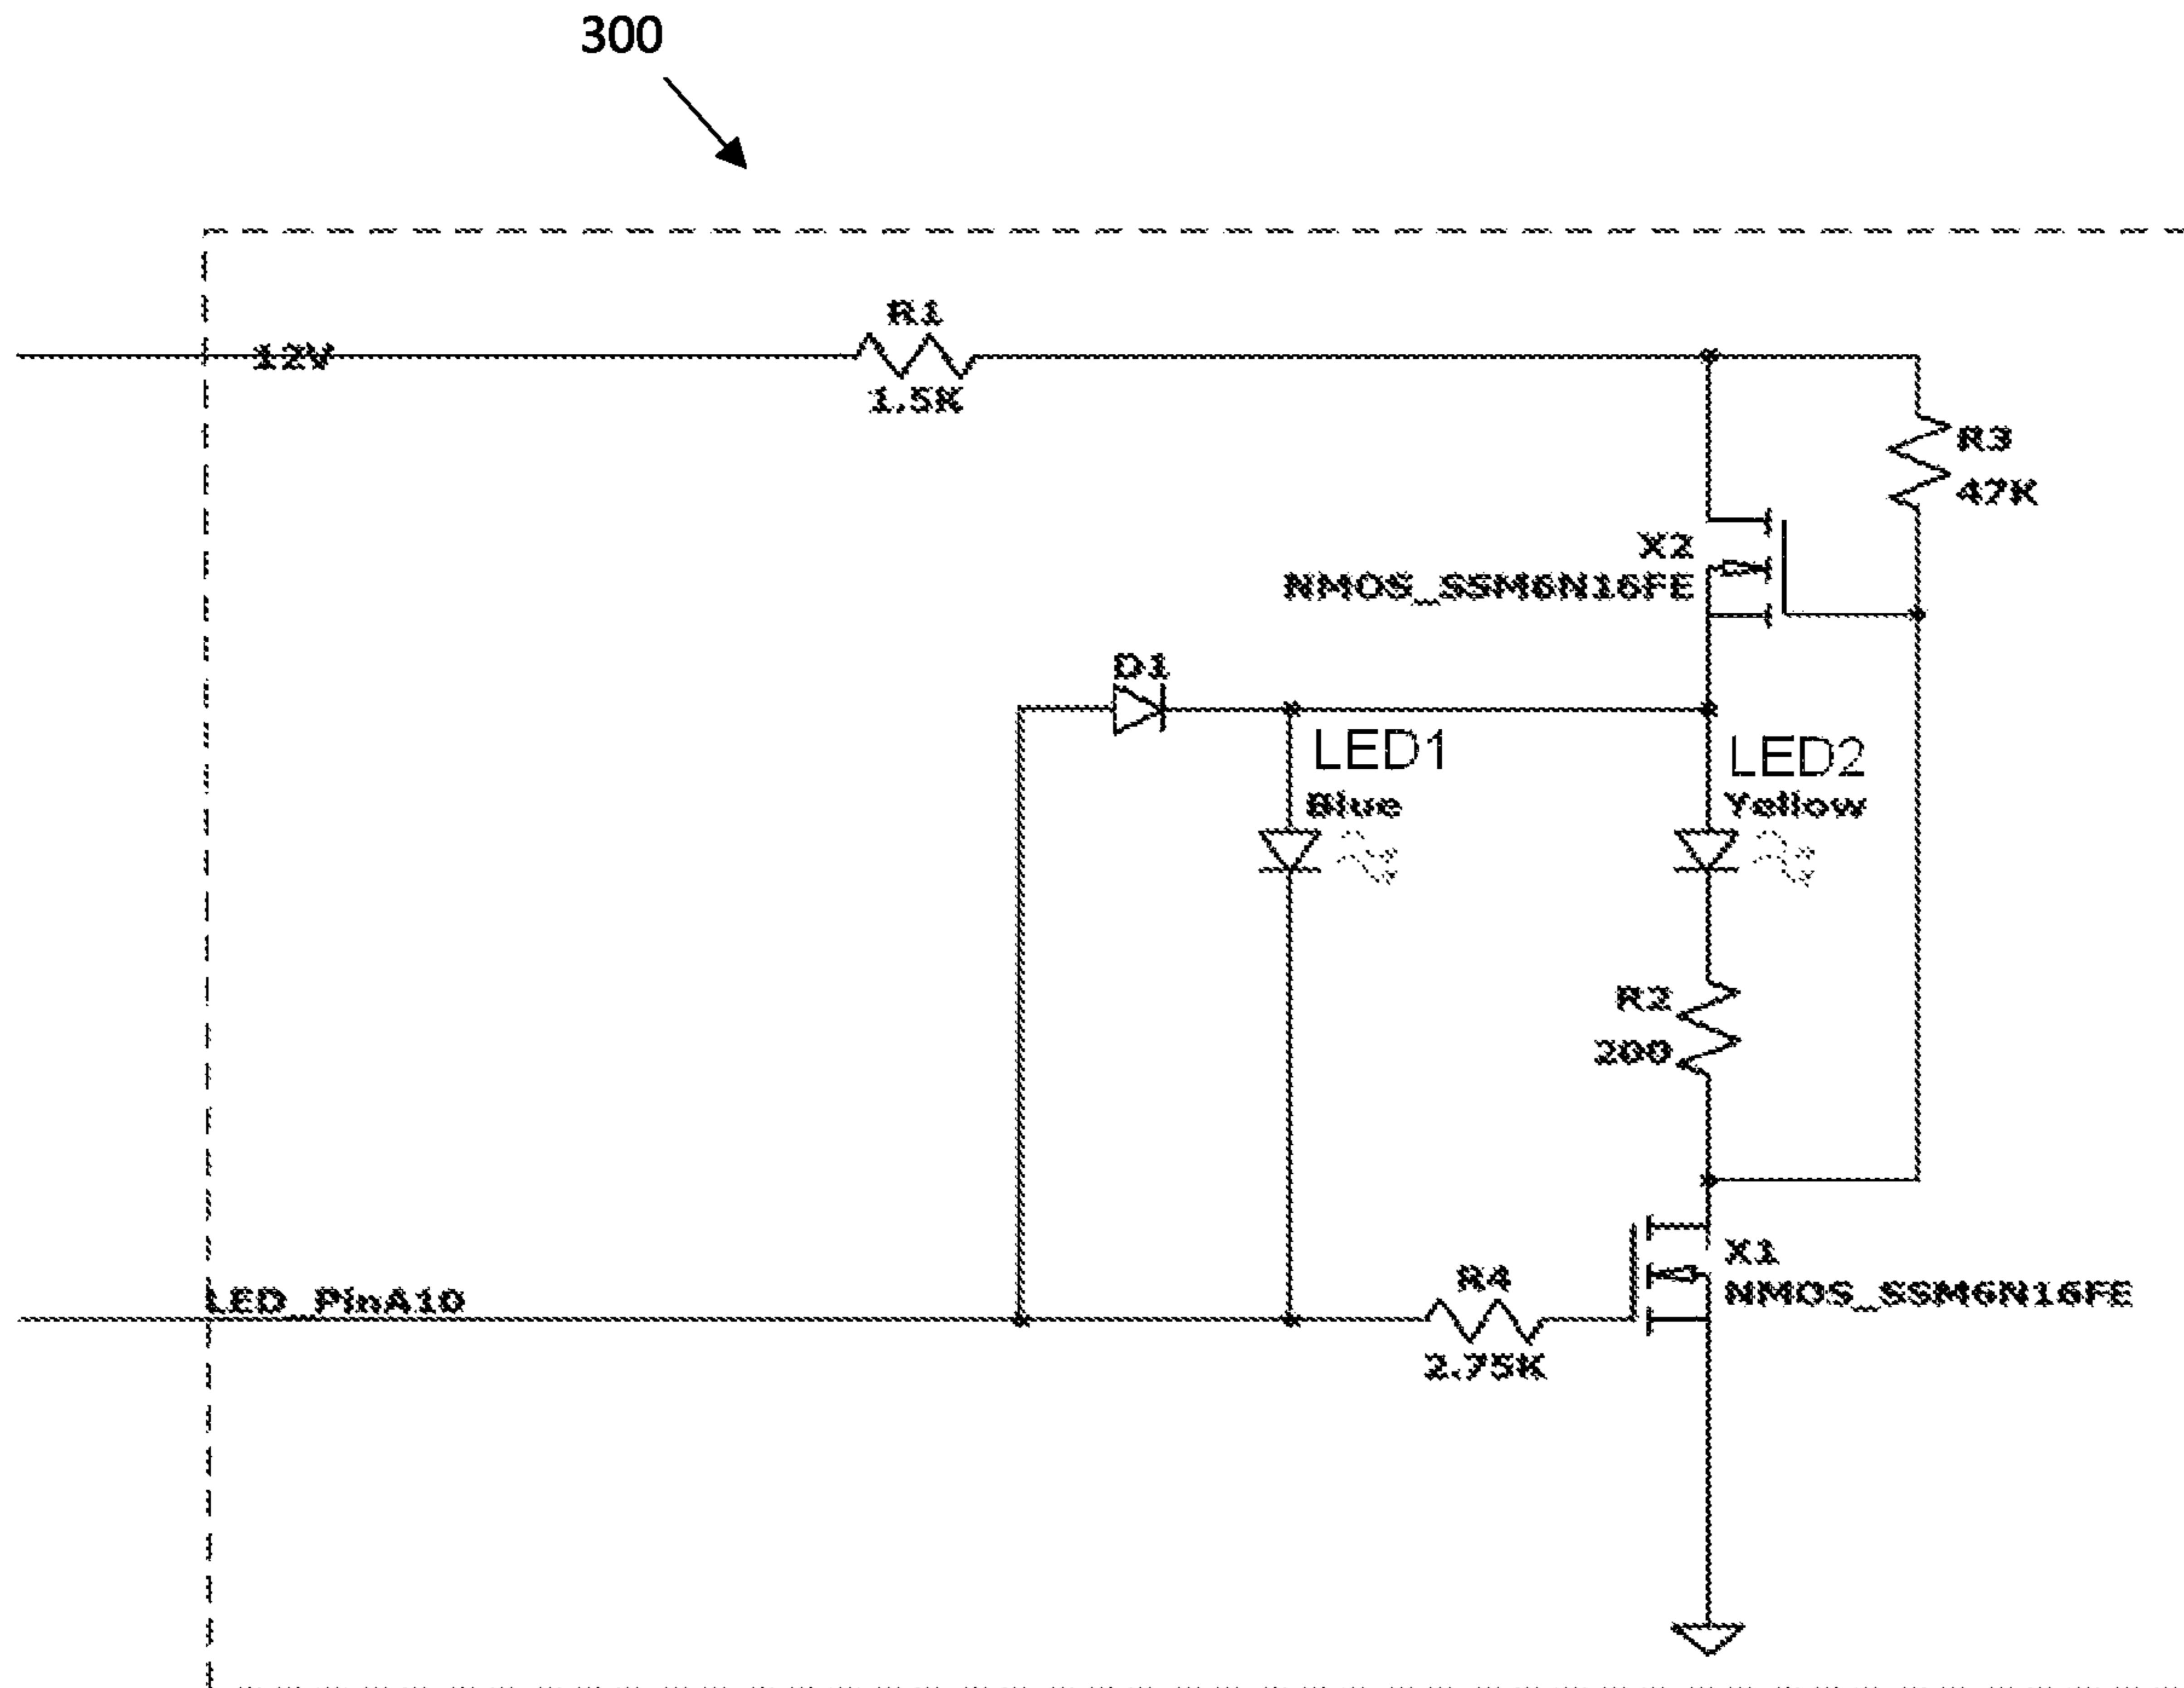 300
12V
R1
1.5K
R3
47K
X2
NMOS_SSM6N16FE
D1
LED1
Blue
LED2
Yellow
R2
200
LED_PinA10
R4
2.75K
X1
NMOS_SSM6N16FE